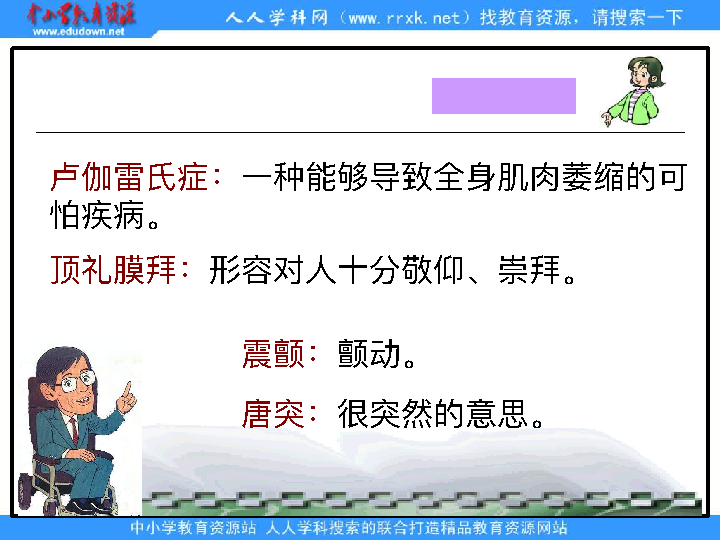 中小学教育资源
www.edudown.net
人人学科网（www.rrxk.net）找教育资源，请搜索一下
卢伽雷氏症：一种能够导致全身肌肉萎缩的可
怕疾病。
顶礼膜拜：形容对人十分敬仰、崇拜。
震颤：颤动。
唐突：很突然的意思。
中小学教育资源站 人人学科搜索的联合打造精品教育资源网站